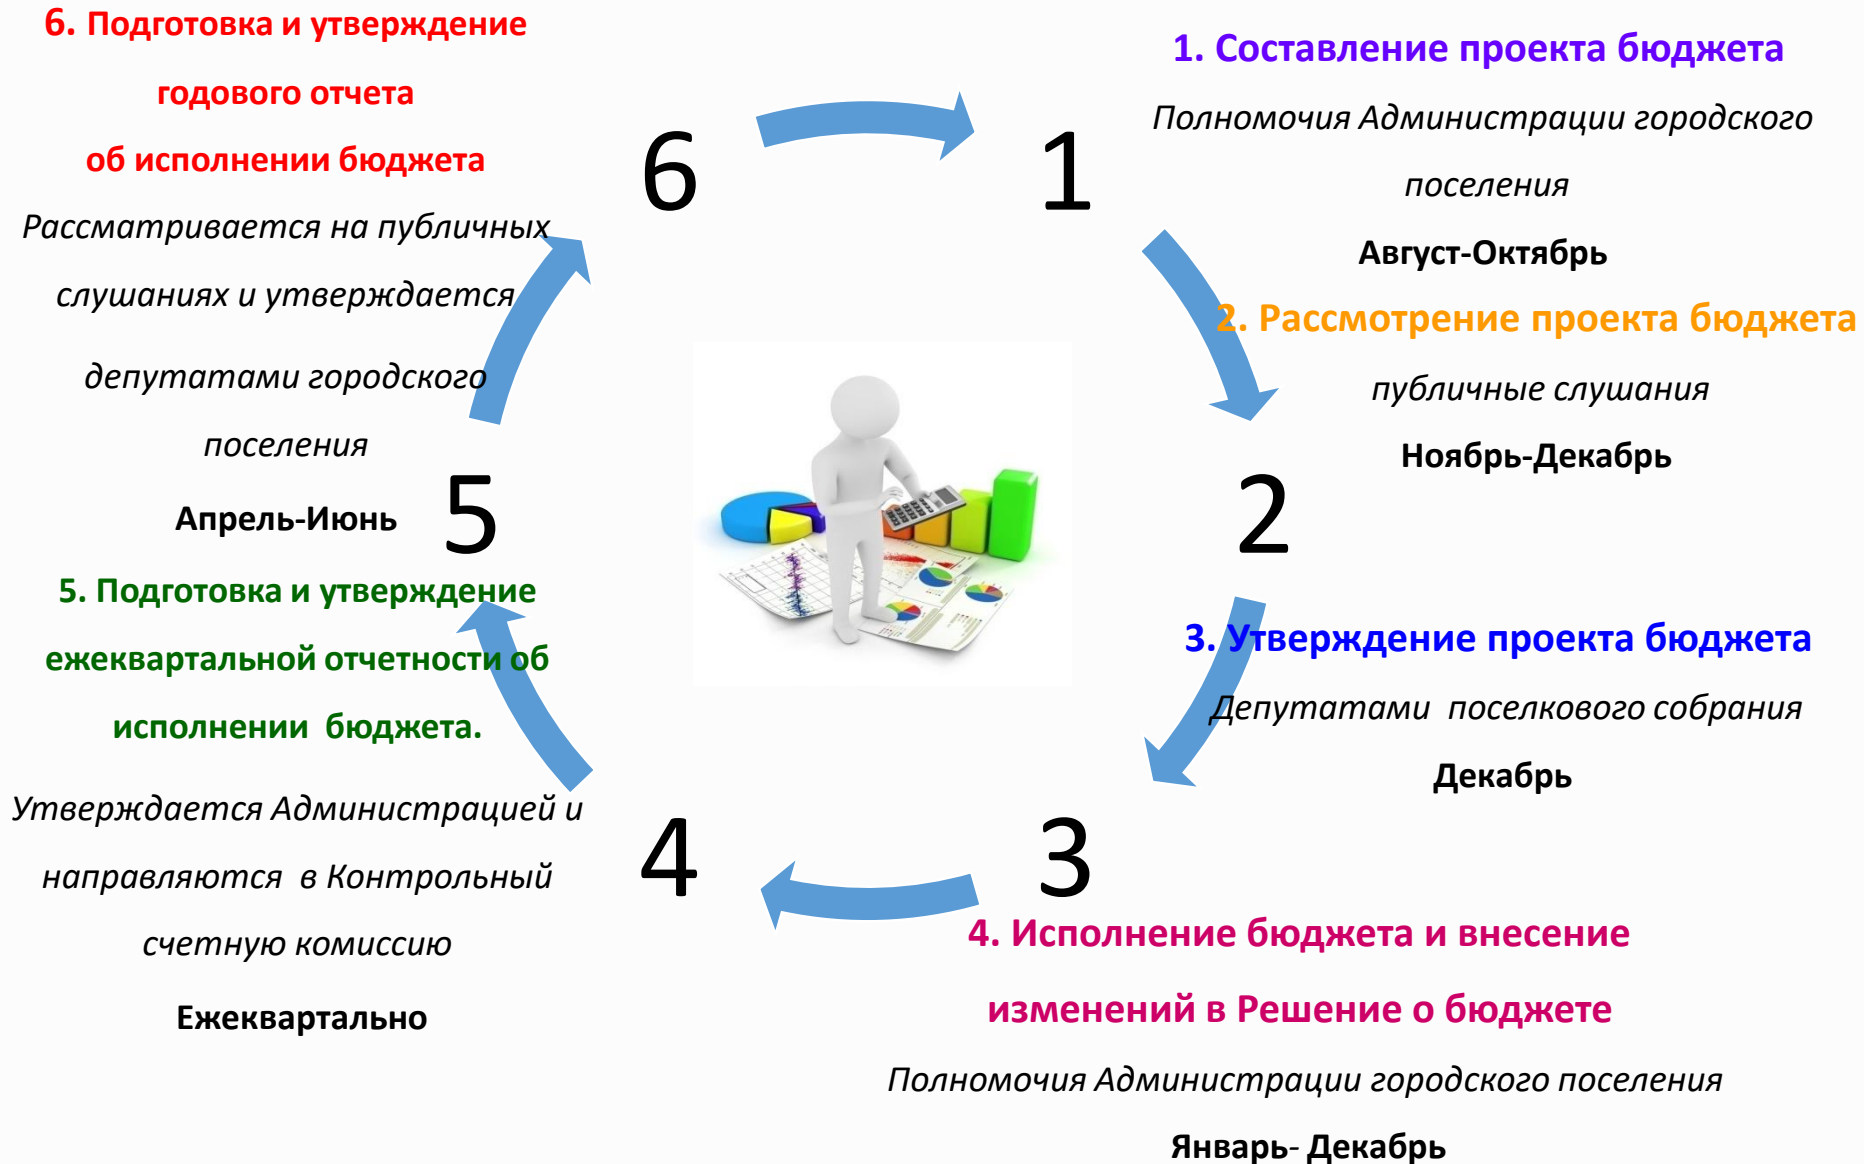 6. Подготовка и утверждение
годового отчета
об исполнении бюджета
Рассматривается на публичных
слушаниях и утверждается
депутатами городского
поселения
Апрель-Июнь
5. Подготовка и утверждение
ежеквартальной отчетности об
исполнении  бюджета.
Утверждается Администрацией и
направляются  в Контрольный
счетную комиссию
Ежеквартально
6
1
5
2
4
3
1. Составление проекта бюджета
Полномочия Администрации городского
поселения
Август-Октябрь
2. Рассмотрение проекта бюджета
публичные слушания
Ноябрь-Декабрь
3. Утверждение проекта бюджета
Депутатами  поселкового собрания
Декабрь
4. Исполнение бюджета и внесение
изменений в Решение о бюджете
Полномочия Администрации городского поселения
Январь- Декабрь